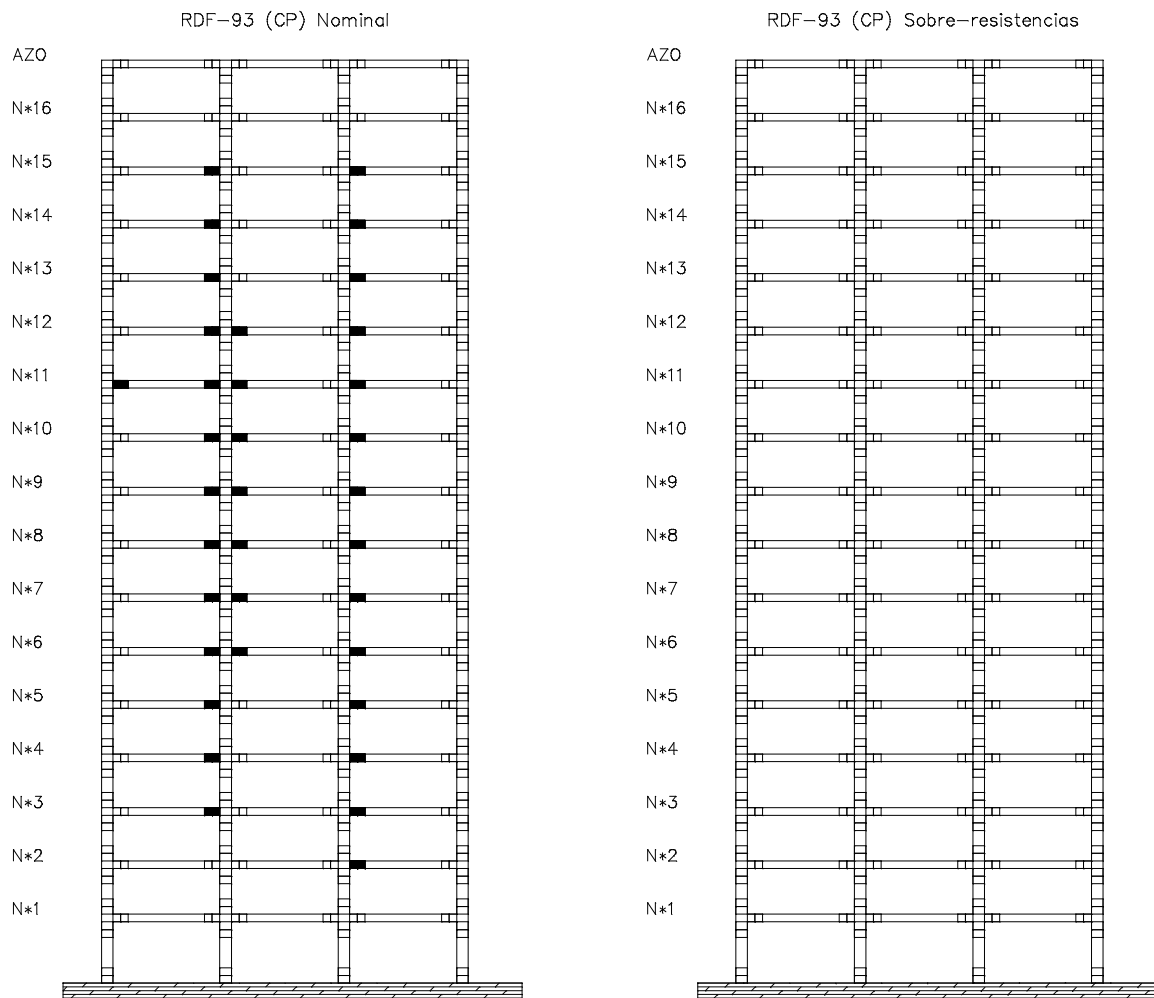 RDF-93 (CP) Nominal
AZO
N*16
N*15
N*14
N*13
N*12
N*11
N*10
N*9
N*8
N*7
N*6
N*5
N*4
N*3
N*2
N*1
RDF-93 (CP) Sobre-resistencias
AZO
N*16
N*15
N*14
N*13
N*12
N*11
N*10
N*9
N*8
N*7
N*6
N*5
N*4
N*3
N*2
N*1